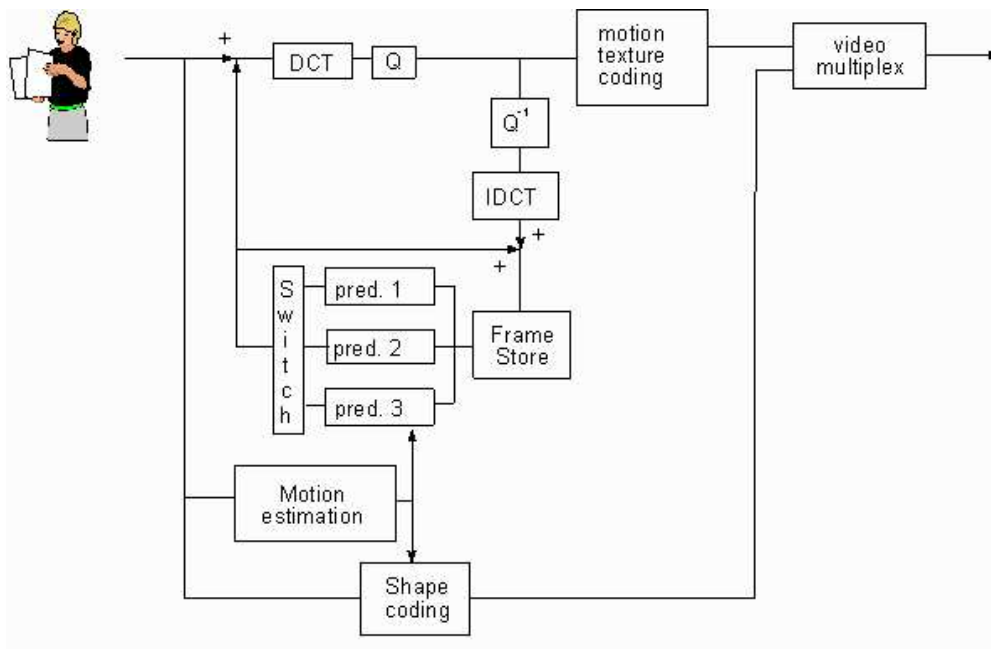 +
DCT
Q
motion
texture
coding
video
multiplex
Q-1
IDCT
+
+
S
w
i
t
c
h
pred. 1
pred. 2
pred. 3
Frame
Store
Motion
estimation
Shape
coding